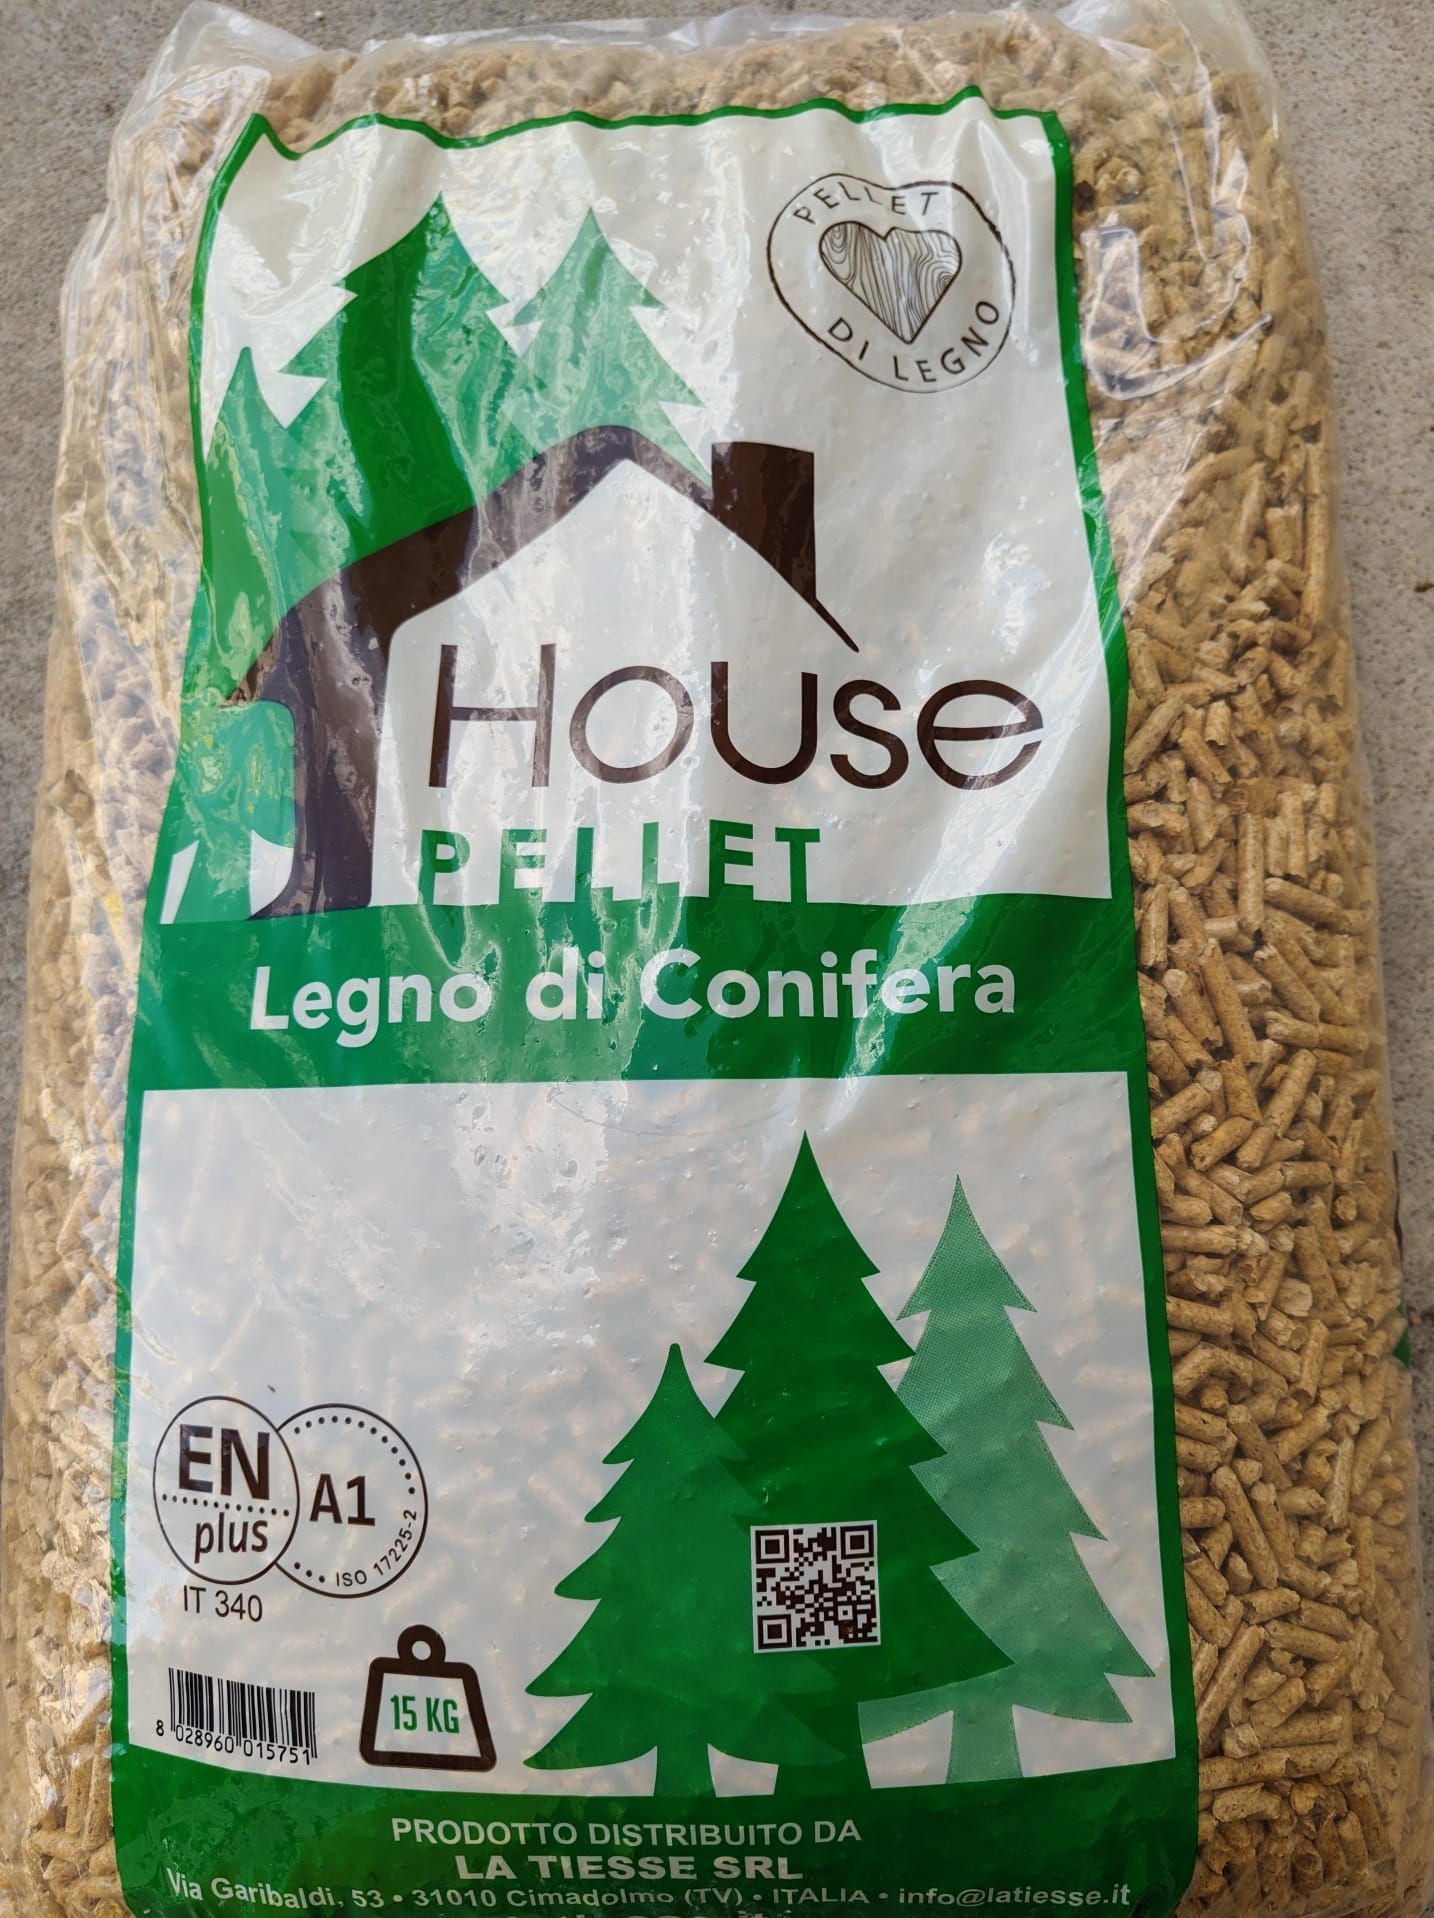 PELLET
DI LEGNO
House
PELLET
Legno di Conifera
EN
plus
A1
ISO 17225-2
IT 340
15 KG
8 028960 015751
PRODOTTO DISTRIBUITO DA
LA TIESSE SRL
Via Garibaldi, 53 • 31010 Cimadolmo (TV) • ITALIA • info@latiesse.it